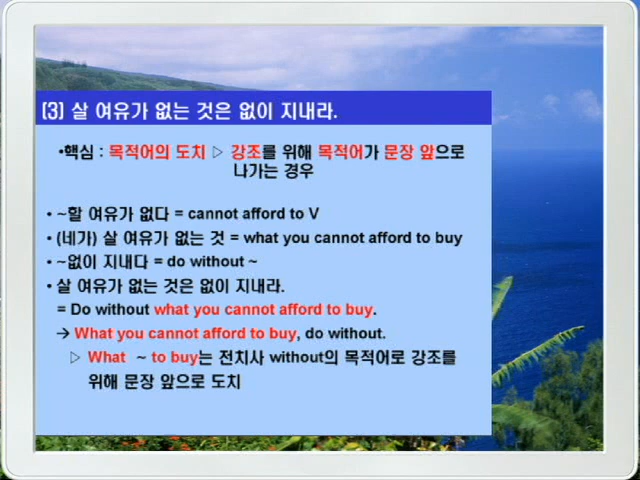 (3) 살 여유가 없는 것은 없이 지내라.
•핵심 : 목적어의 도치 ▷ 강조를 위해 목적어가 문장 앞으로
나가는 경우
• ~할 여유가 없다 = cannot afford to V
• (네가) 살 여유가 없는 것 = what you cannot afford to buy
• ~없이 지내다 = do without ~
• 살 여유가 없는 것은 없이 지내라.
= Do without what you cannot afford to buy.
→ What you cannot afford to buy, do without.
▷ What ~ to buy는 전치사 without의 목적어로 강조를
위해 문장 앞으로 도치